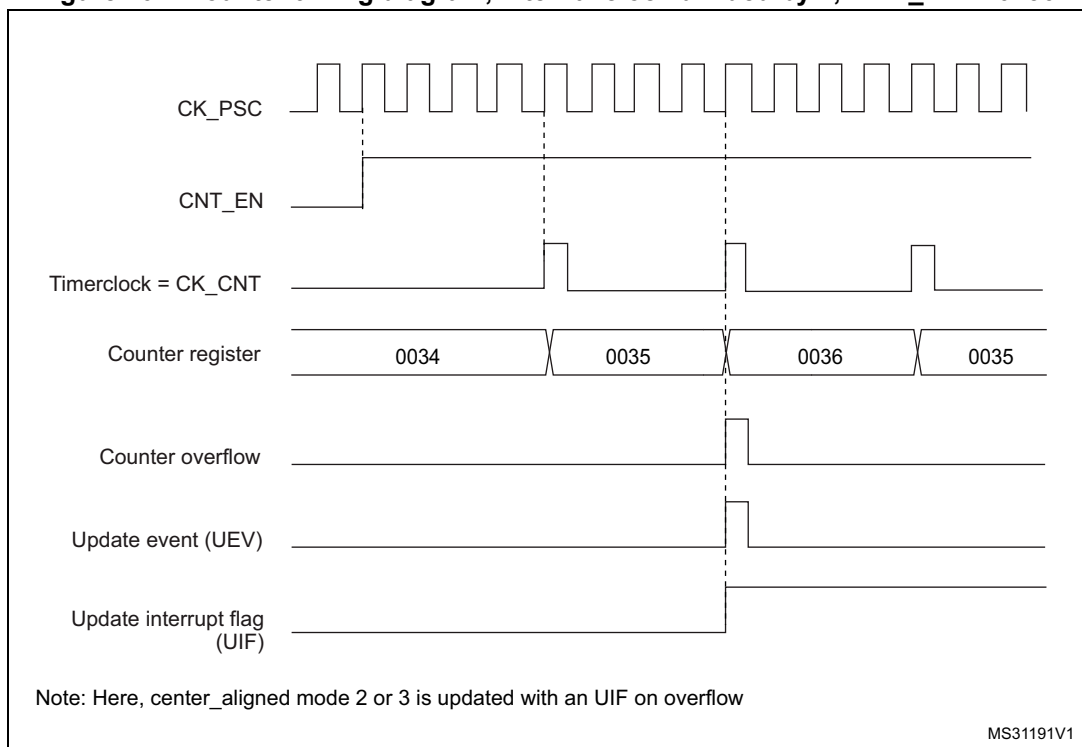 CK_PSC
CNT_EN
Timerclock = CK_CNT
Counter register
0034
0035
0036
0035
Counter overflow
Update event (UEV)
Update interrupt flag
(UIF)
Note: Here, center_aligned mode 2 or 3 is updated with an UIF on overflow
MS31191V1